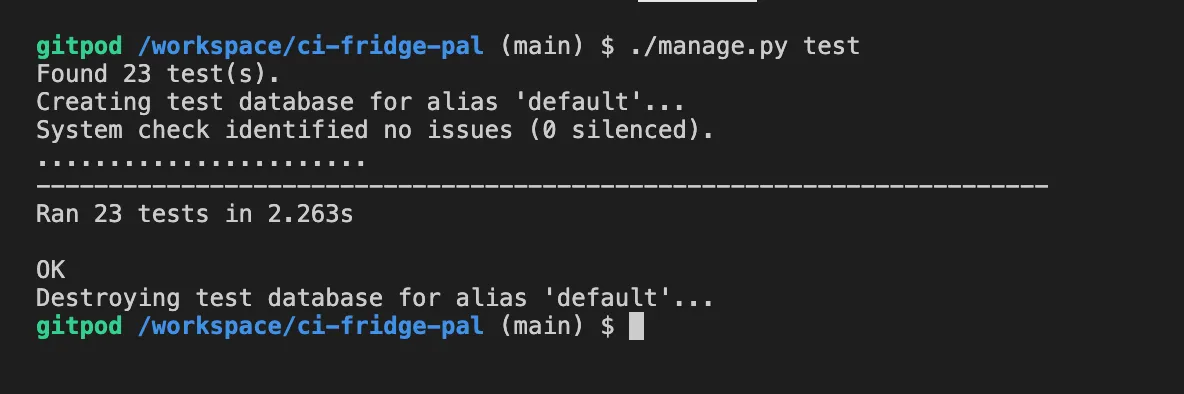 gitpod /workspace/ci-fridge-pal (main) $ ./manage.py test
Found 23 test(s).
Creating test database for alias 'default'...
System check identified no issues (0 silenced).
.......................
----------------------------------------------------------------------
Ran 23 tests in 2.263s

OK
Destroying test database for alias 'default'...
gitpod /workspace/ci-fridge-pal (main) $